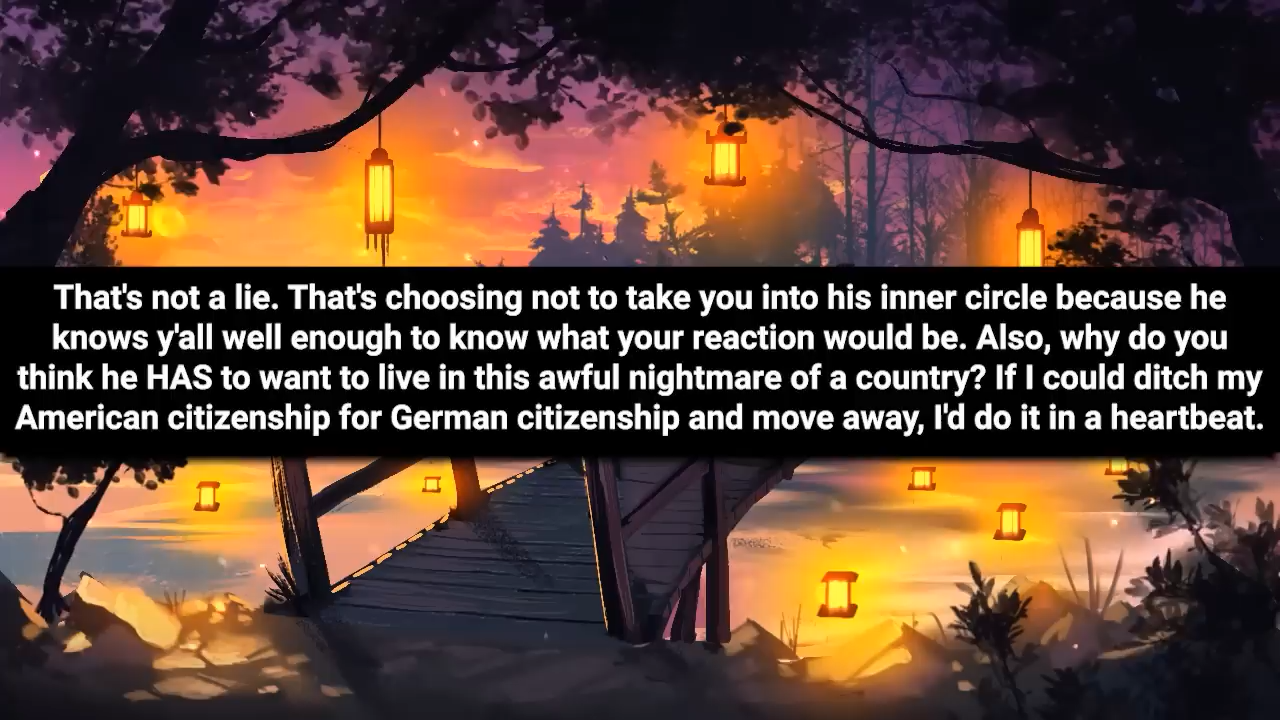 That's not a lie. That's choosing not to take you into his inner circle because he
knows y'all well enough to know what your reaction would be. Also, why do you
think he HAS to want to live in this awful nightmare of a country? If I could ditch my
American citizenship for German citizenship and move away, I'd do it in a heartbeat.